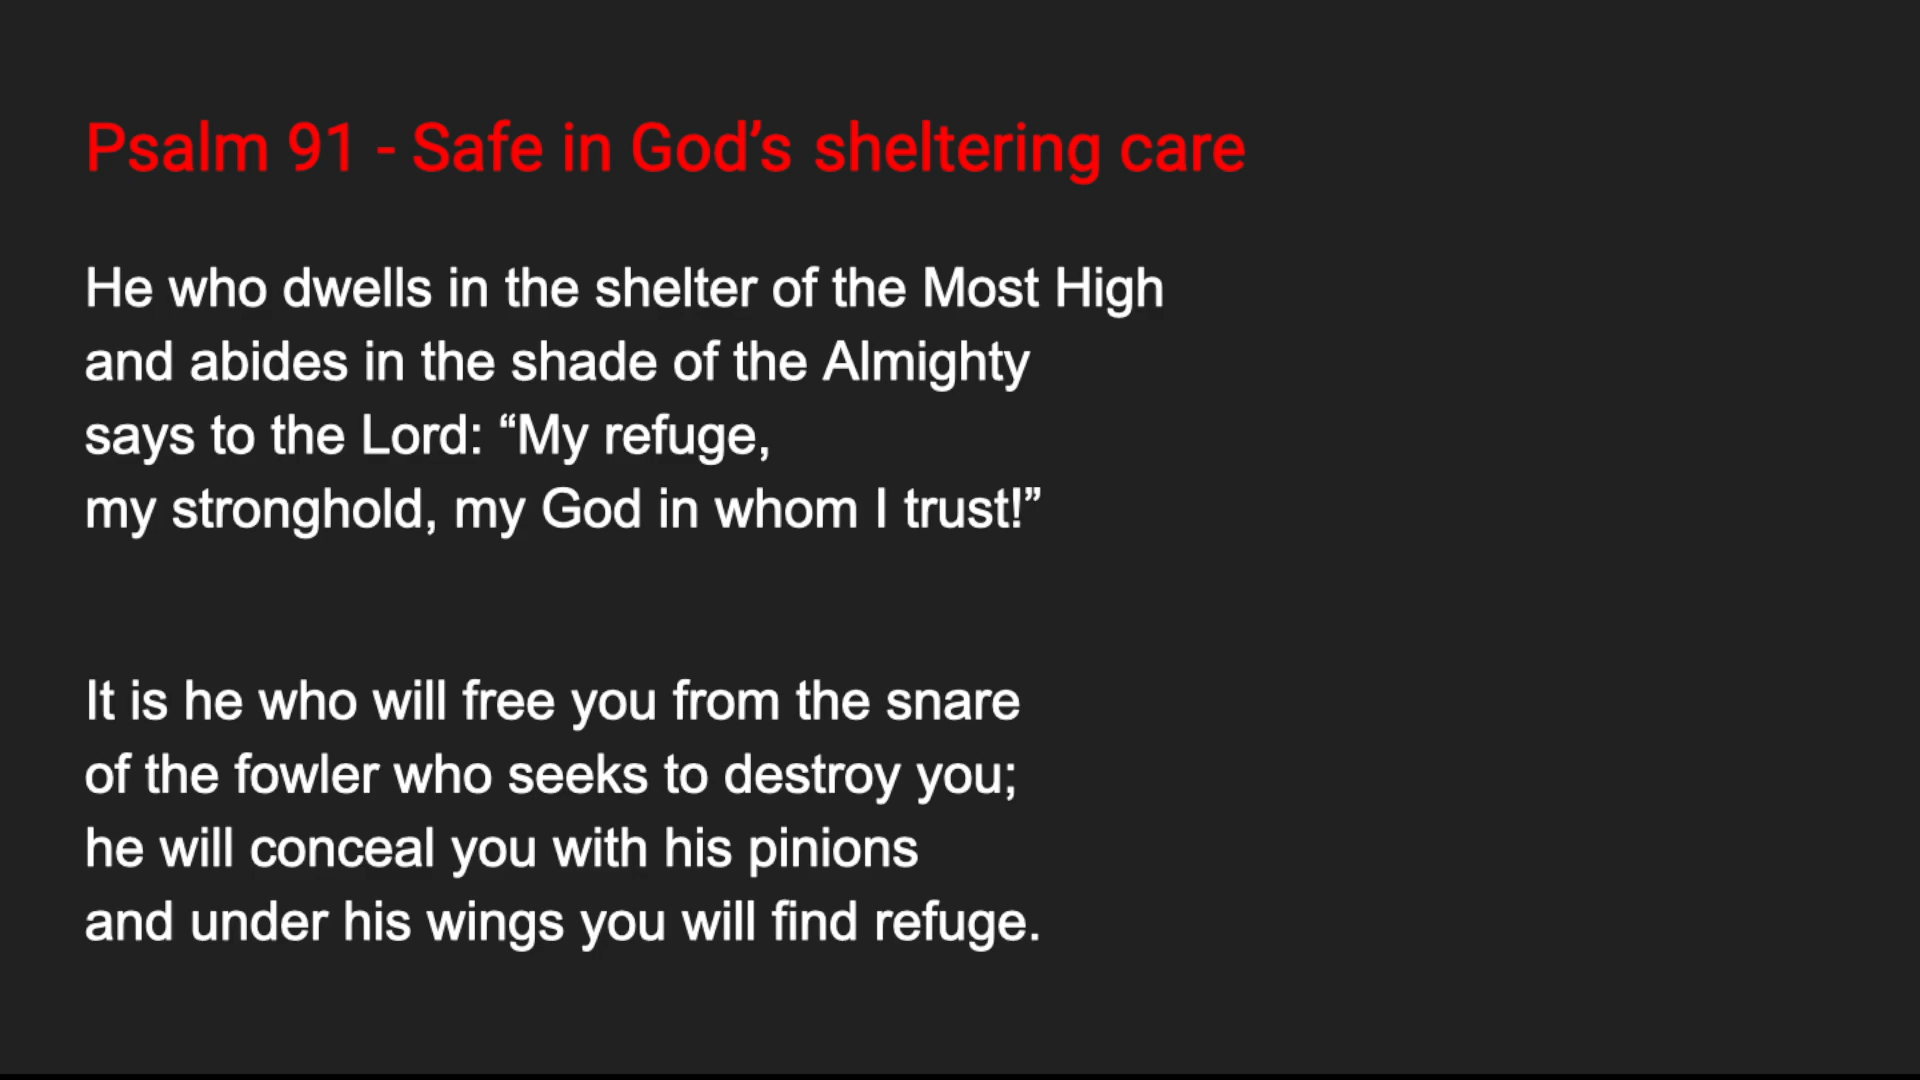 Psalm 91 - Safe in God’s sheltering care
He who dwells in the shelter of the Most High
and abides in the shade of the Almighty
says to the Lord: “My refuge,
my stronghold, my God in whom I trust!”
It is he who will free you from the snare
of the fowler who seeks to destroy you;
he will conceal you with his pinions
and under his wings you will find refuge.